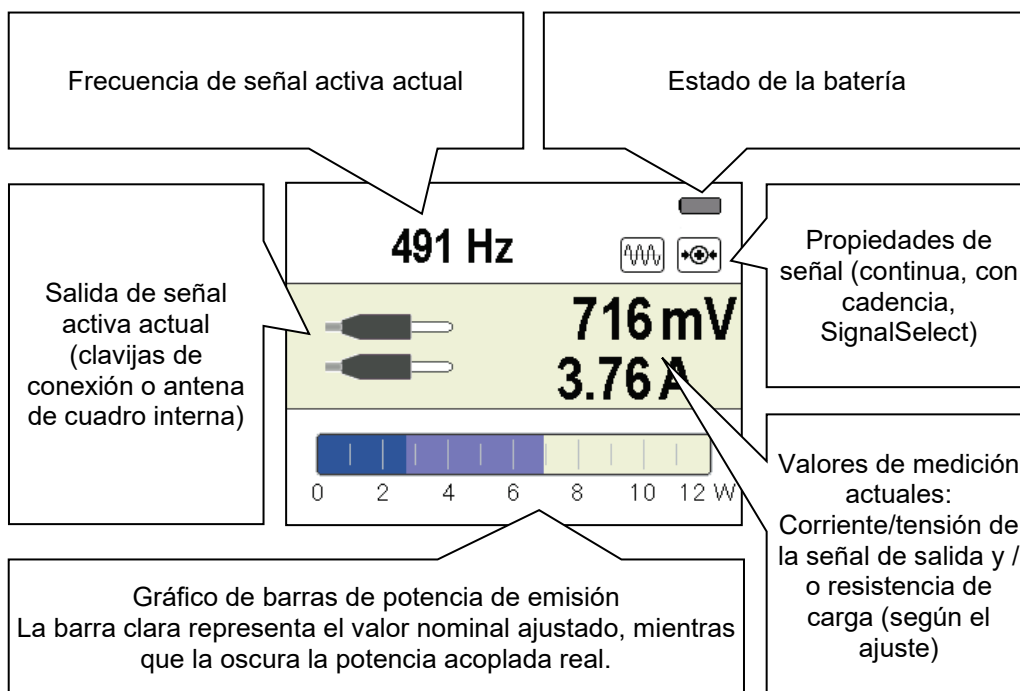 Frecuencia de señal activa actual
Estado de la batería
Salida de señal
activa actual
(clavijas de
conexión o antena
de cuadro interna)
491 Hz
716 mV
3.76 A
0 2 4 6 8 10 12 W
Propiedades de
señal (continua, con
cadencia,
SignalSelect)
Valores de medición
actuales:
Corriente/tensión de
la señal de salida y /
o resistencia de
carga (según el
ajuste)
Gráfico de barras de potencia de emisión
La barra clara representa el valor nominal ajustado, mientras
que la oscura la potencia acoplada real.